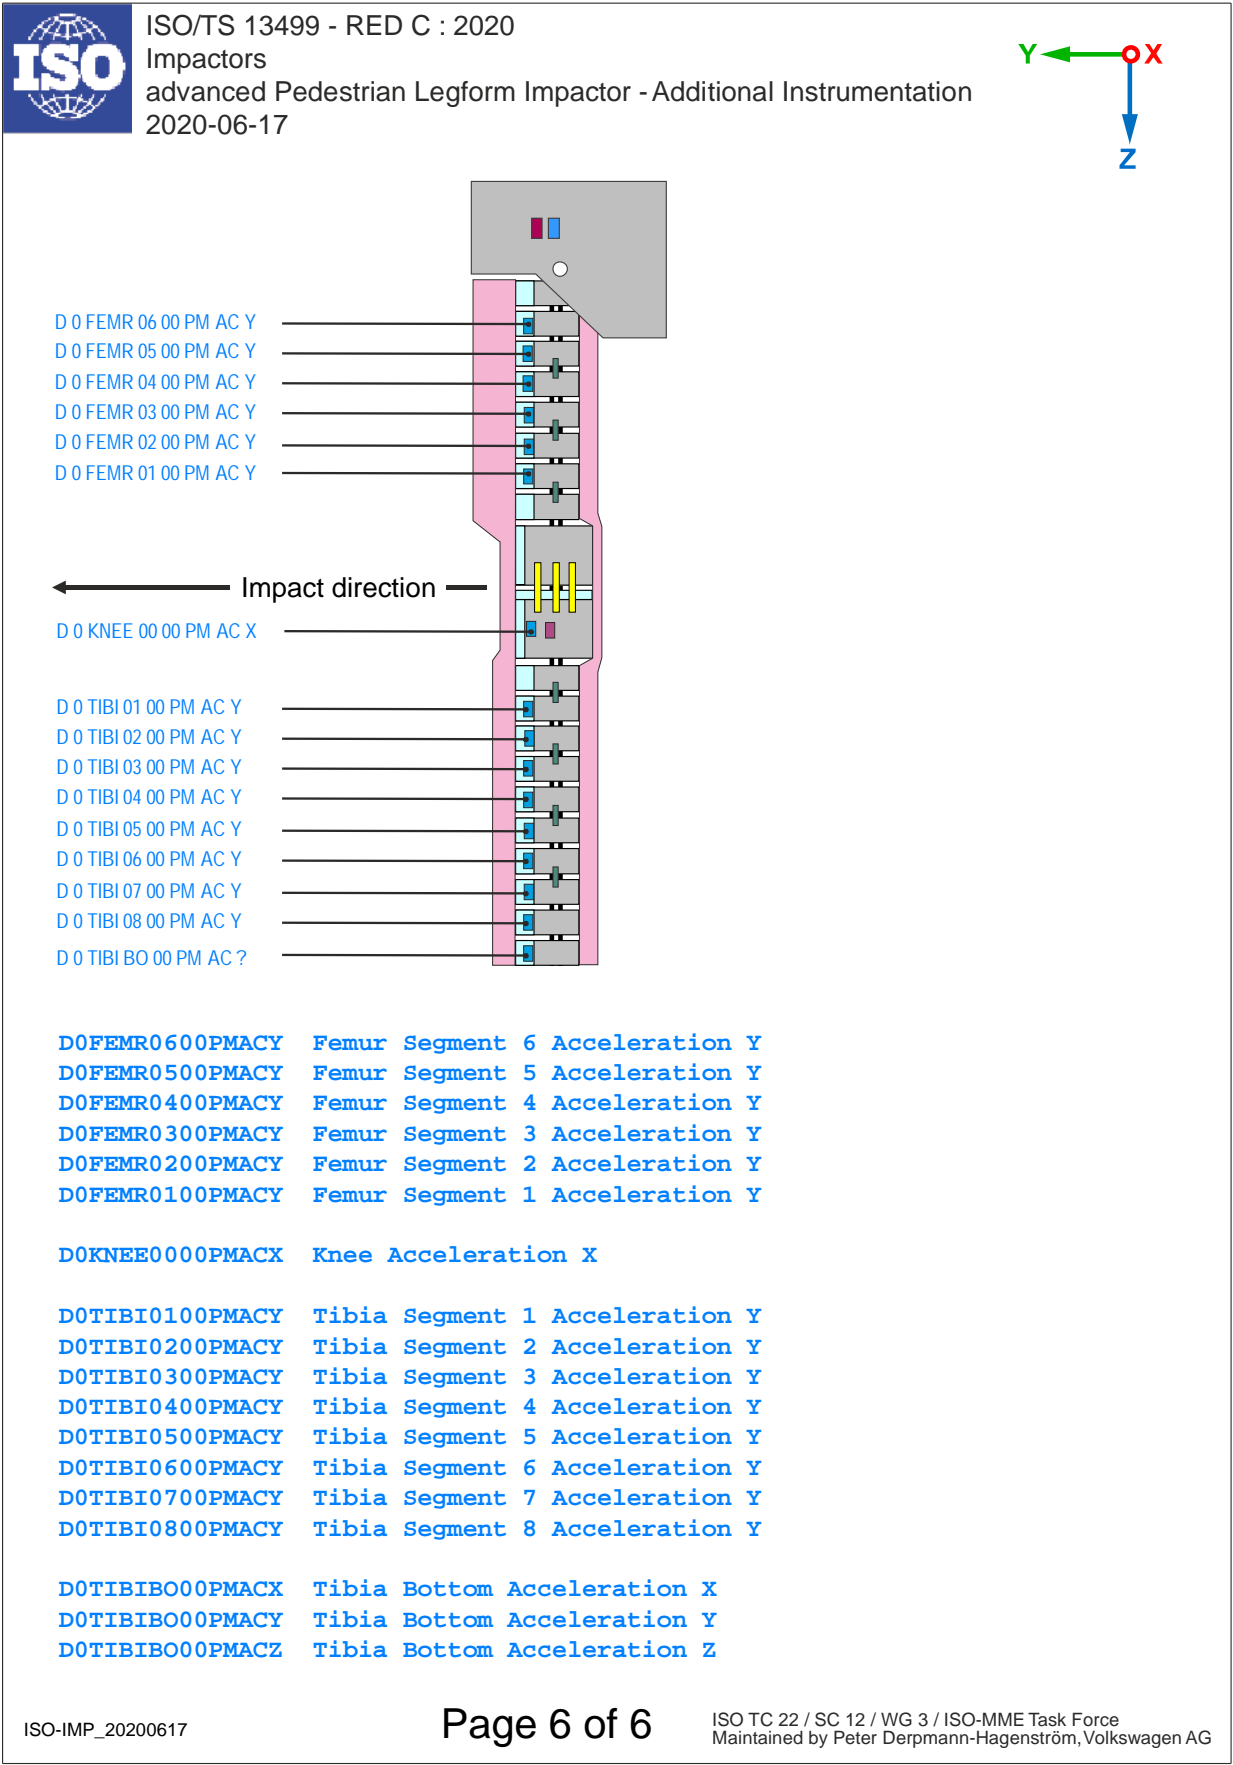 ISO
ISO/TS 13499 - RED C : 2020
Impactors
advanced Pedestrian Legform Impactor - Additional Instrumentation
2020-06-17
Y X
Z
D 0 FEMR 06 00 PM AC Y
D 0 FEMR 05 00 PM AC Y
D 0 FEMR 04 00 PM AC Y
D 0 FEMR 03 00 PM AC Y
D 0 FEMR 02 00 PM AC Y
D 0 FEMR 01 00 PM AC Y
Impact direction
D 0 KNEE 00 00 PM AC X
D 0 TIBI 01 00 PM AC Y
D 0 TIBI 02 00 PM AC Y
D 0 TIBI 03 00 PM AC Y
D 0 TIBI 04 00 PM AC Y
D 0 TIBI 05 00 PM AC Y
D 0 TIBI 06 00 PM AC Y
D 0 TIBI 07 00 PM AC Y
D 0 TIBI 08 00 PM AC Y
D 0 TIBI BO 00 PM AC ?
D0FEMR0600PMACY Femur Segment 6 Acceleration Y
D0FEMR0500PMACY Femur Segment 5 Acceleration Y
D0FEMR0400PMACY Femur Segment 4 Acceleration Y
D0FEMR0300PMACY Femur Segment 3 Acceleration Y
D0FEMR0200PMACY Femur Segment 2 Acceleration Y
D0FEMR0100PMACY Femur Segment 1 Acceleration Y
D0KNEE0000PMACX Knee Acceleration X
D0TIBI0100PMACY Tibia Segment 1 Acceleration Y
D0TIBI0200PMACY Tibia Segment 2 Acceleration Y
D0TIBI0300PMACY Tibia Segment 3 Acceleration Y
D0TIBI0400PMACY Tibia Segment 4 Acceleration Y
D0TIBI0500PMACY Tibia Segment 5 Acceleration Y
D0TIBI0600PMACY Tibia Segment 6 Acceleration Y
D0TIBI0700PMACY Tibia Segment 7 Acceleration Y
D0TIBI0800PMACY Tibia Segment 8 Acceleration Y
D0TIBIBO00PMACX Tibia Bottom Acceleration X
D0TIBIBO00PMACY Tibia Bottom Acceleration Y
D0TIBIBO00PMACZ Tibia Bottom Acceleration Z
ISO-IMP_20200617
Page 6 of 6
ISO TC 22 / SC 12 / WG 3 / ISO-MME Task Force
Maintained by Peter Derpmann-Hagenström, Volkswagen AG